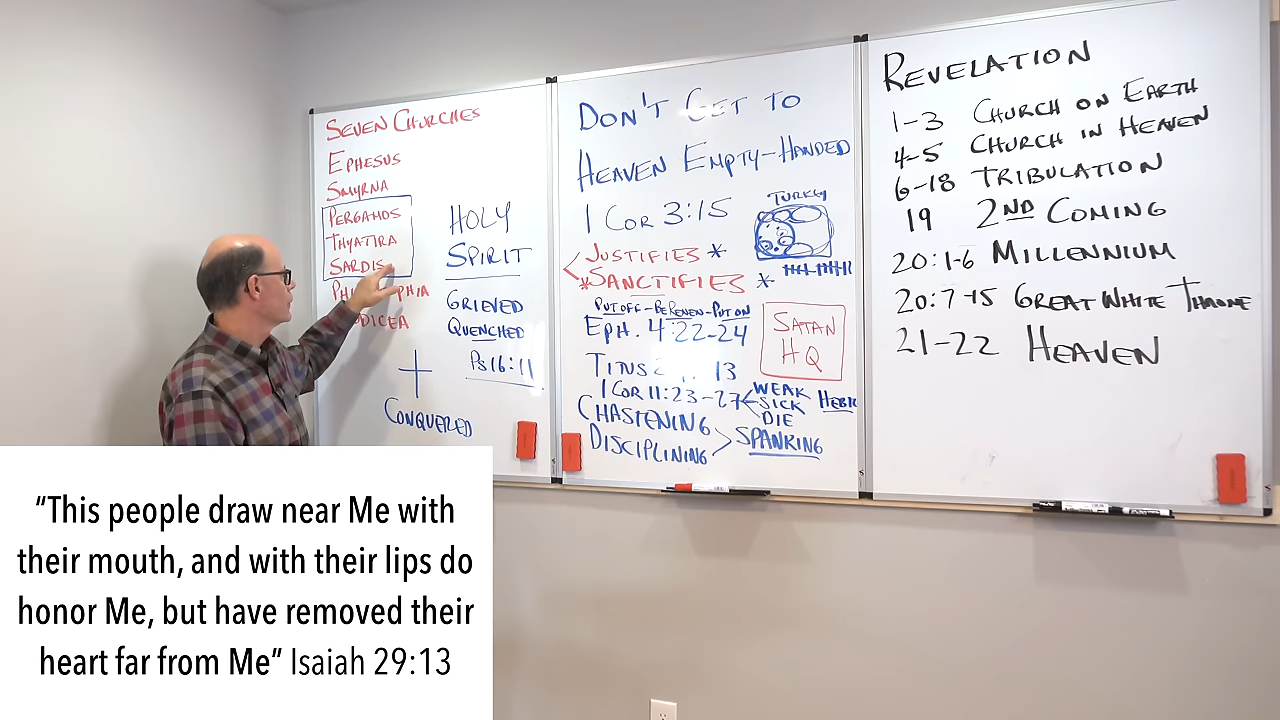 SEVEN CHURCHES
EPHESUS
SMYRNA
PERGAMOS
THYATIRA
SARDIS
HOLY
SPIRIT
GRIEVED
QUENCHED
Ps 16:11
+
CONQUERED
DON'T GET TO
HEAVEN EMPTY-HANDED
1 COR 3:15
TURKEY
JUSTIFIES *
*SANCTIFIES *
PUT OFF - BE RENEW - PUT ON
EPH. 4:22-24
SATAN
HQ
TITUS 2 13
1 COR 11:23-27
WEAK
SICK
DIE
CHASTENING
DISCIPLINING
SPANKING
REVELATION
1-3 CHURCH ON EARTH
4-5 CHURCH IN HEAVEN
6-18 TRIBULATION
19 2ND COMING
20:1-6 MILLENNIUM
20:7-15 GREAT WHITE THRONE
21-22 HEAVEN
“This people draw near Me with
their mouth, and with their lips do
honor Me, but have removed their
heart far from Me” Isaiah 29:13